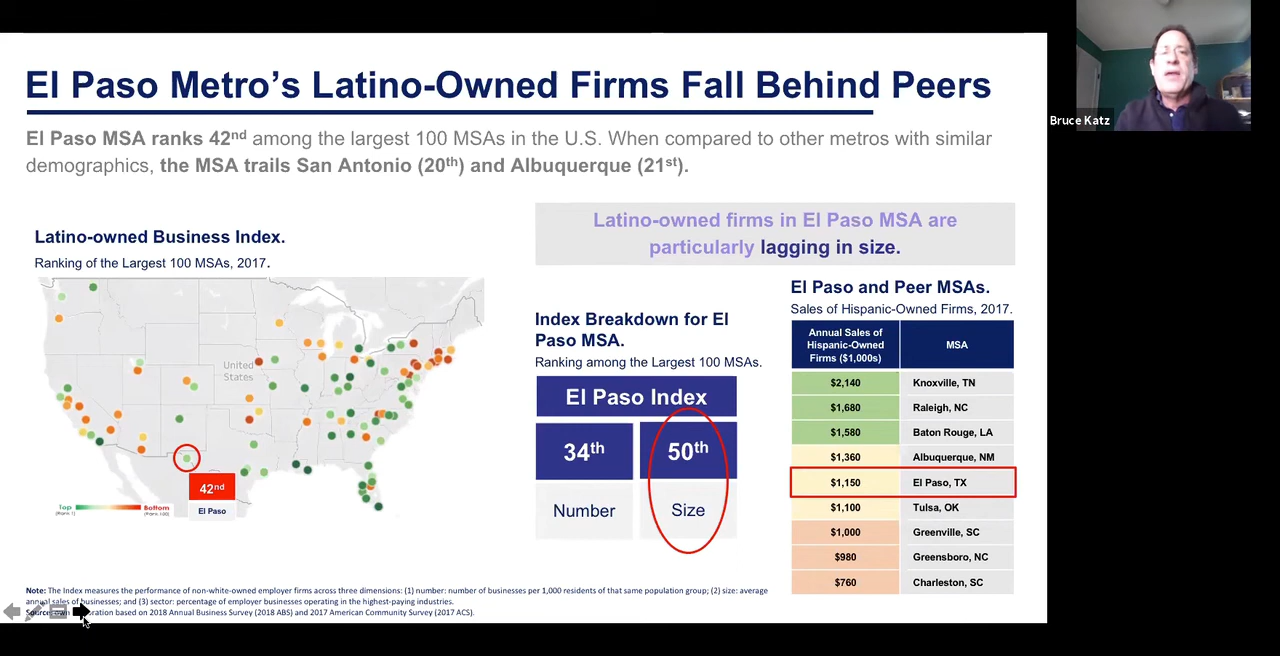 El Paso Metro’s Latino-Owned Firms Fall Behind Peers
El Paso MSA ranks 42nd among the largest 100 MSAs in the U.S. When compared to other metros with similar
demographics, the MSA trails San Antonio (20th) and Albuquerque (21st).
Bruce Katz
Latino-owned Business Index.
Ranking of the Largest 100 MSAs, 2017.
United
States
42nd
El Paso
Top
(Rank 1)
Bottom
(Rank 100)
Latino-owned firms in El Paso MSA are
particularly lagging in size.
Index Breakdown for El
Paso MSA.
Ranking among the Largest 100 MSAs.
El Paso Index
34th 50th
Number Size
El Paso and Peer MSAs.
Sales of Hispanic-Owned Firms, 2017.
Annual Sales of
Hispanic-Owned
Firms ($1,000s)
MSA
$2,140 Knoxville, TN
$1,680 Raleigh, NC
$1,580 Baton Rouge, LA
$1,360 Albuquerque, NM
$1,150 El Paso, TX
$1,100 Tulsa, OK
$1,000 Greenville, SC
$980 Greensboro, NC
$760 Charleston, SC
Note: The Index measures the performance of non-white-owned employer firms across three dimensions: (1) number: number of businesses per 1,000 residents of that same population group; (2) size: average
annual sales of businesses; and (3) sector: percentage of employer businesses operating in the highest-paying industries.
based on 2018 Annual Business Survey (2018 ABS) and 2017 American Community Survey (2017 ACS).